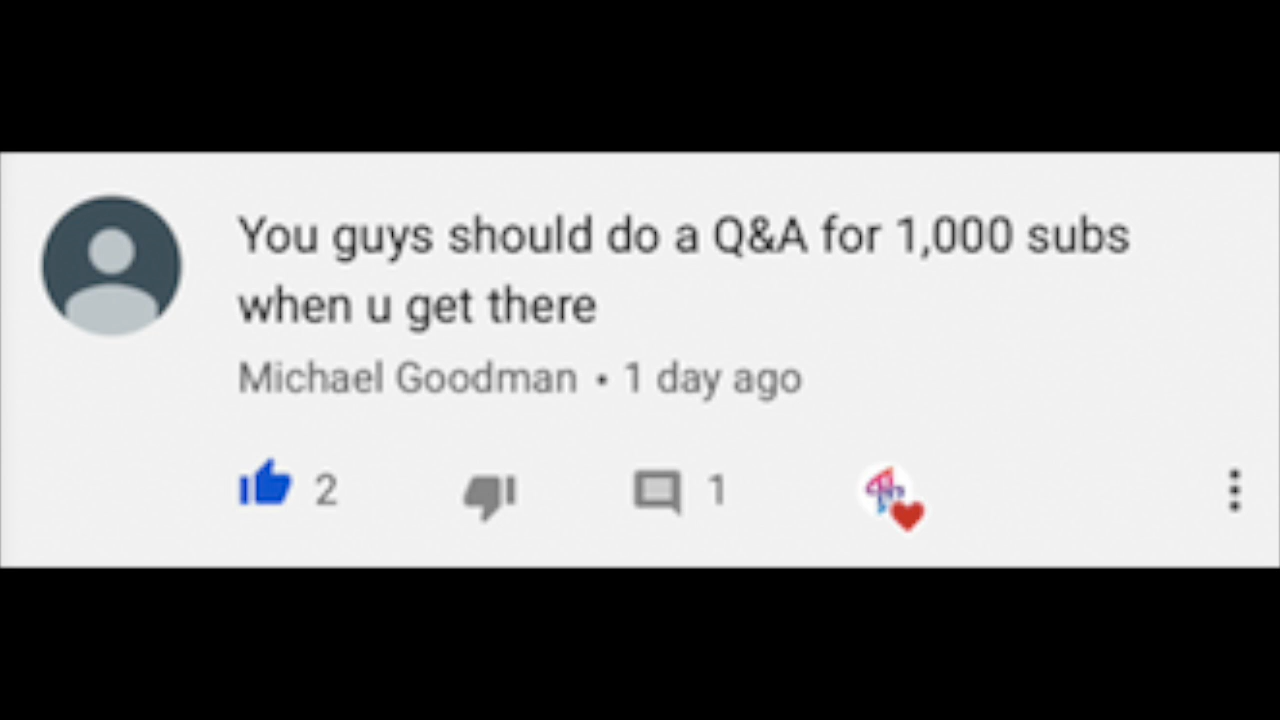 You guys should do a Q&A for 1,000 subs
when u get there
Michael Goodman • 1 day ago
2 1